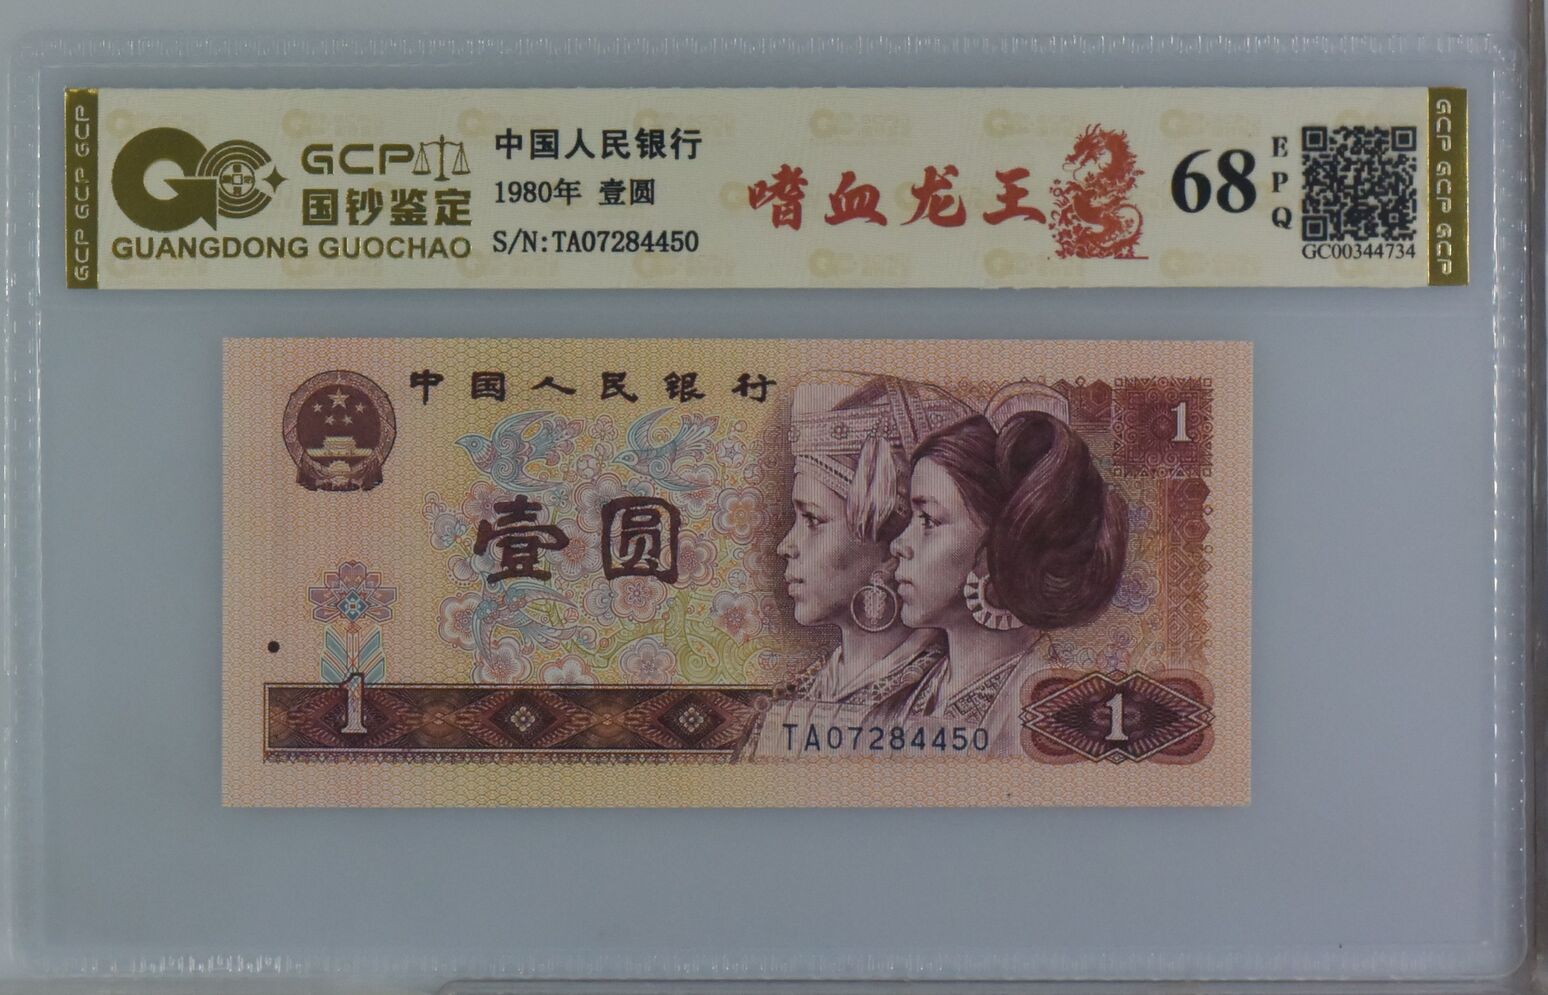 GCP GCP GCP
GCP
国钞鉴定
GUANGDONG GUOCHAO
中国人民银行
1980年 壹圆
S/N:TA07284450
嗜血龙王
68
EPQ
GC00344734
GCP GCP GCP
中国人民银行
1
壹圆
1
TA07284450
1